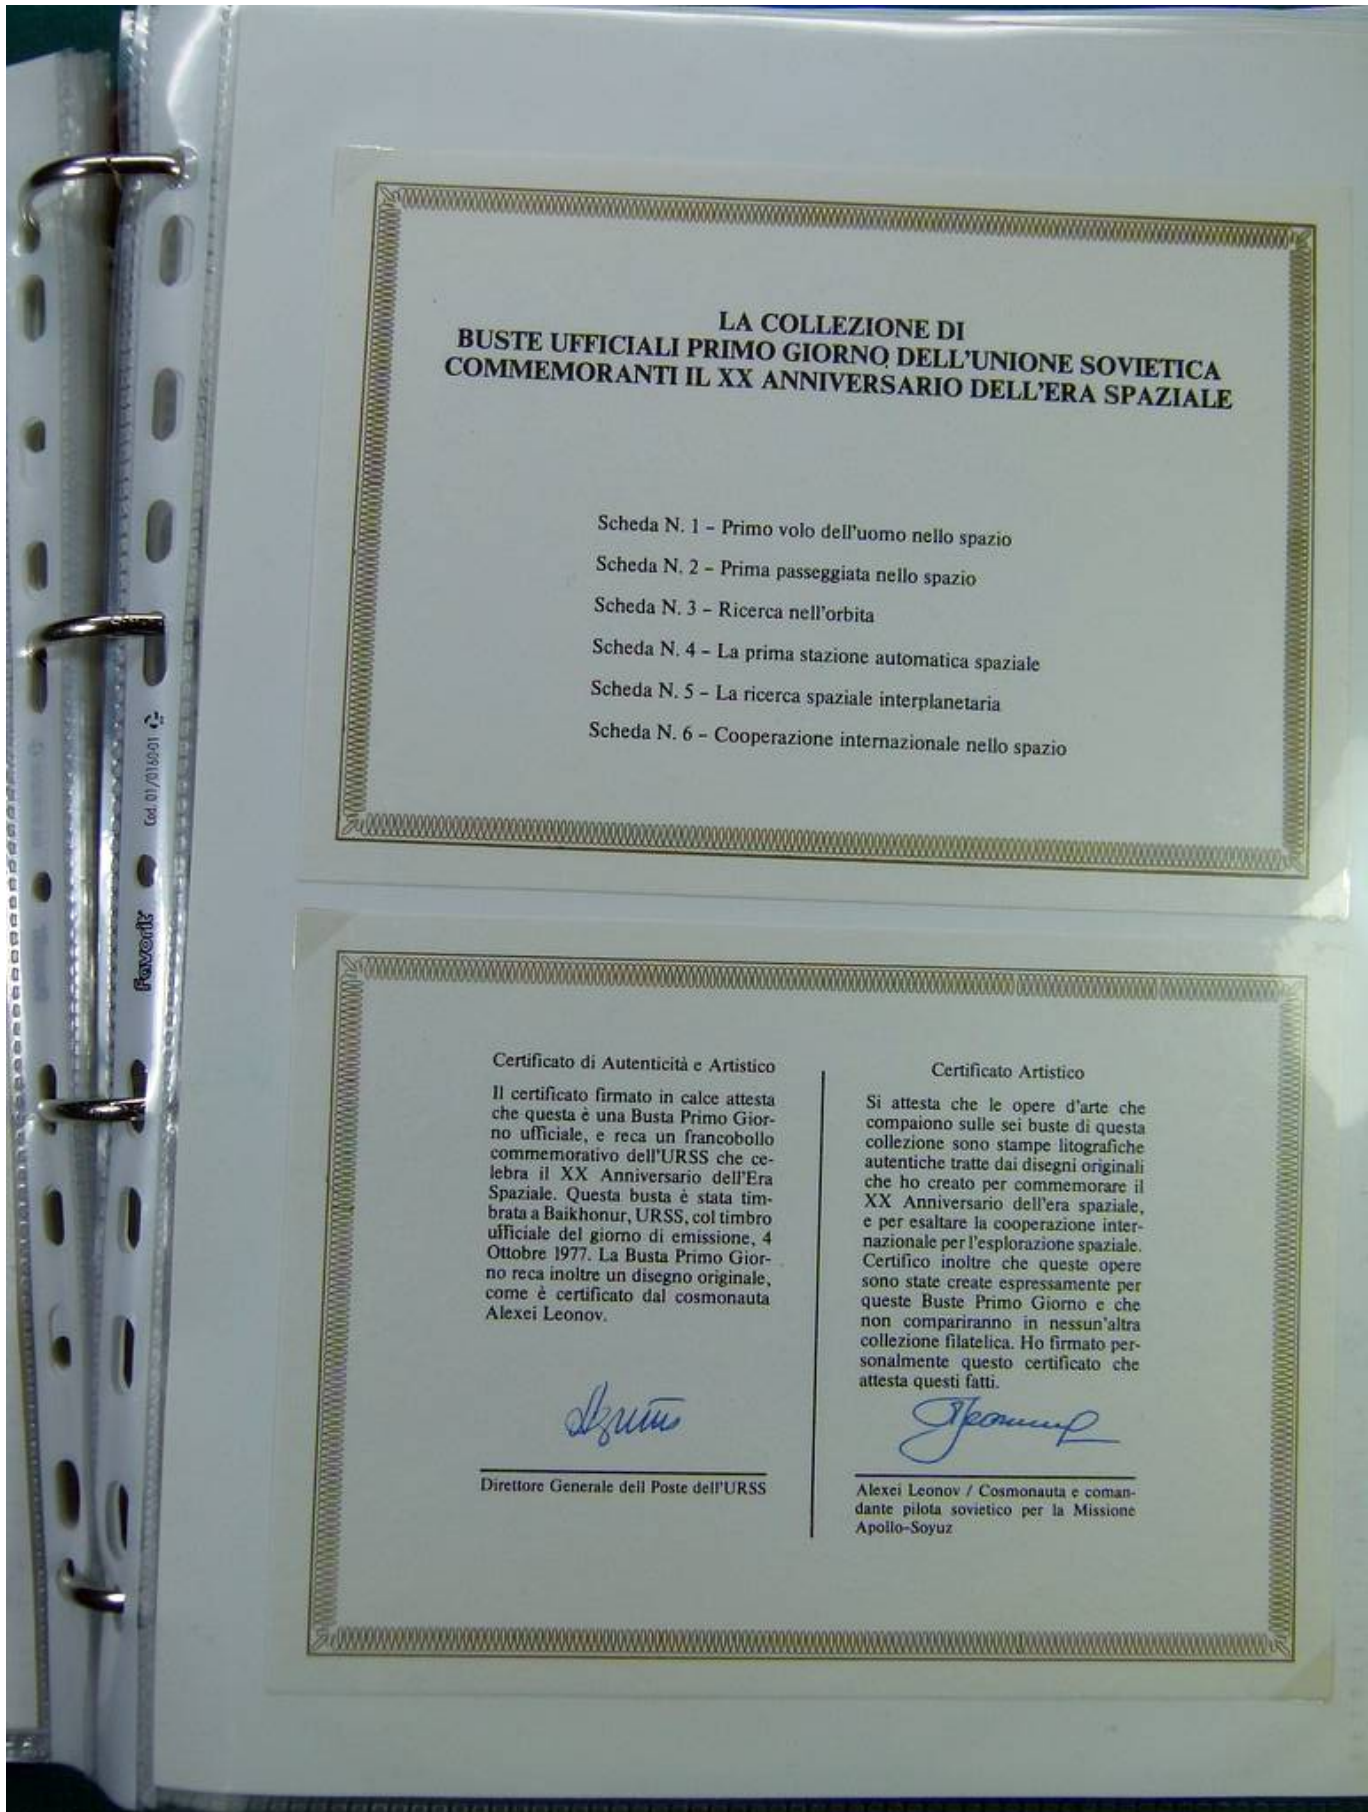 LA COLLEZIONE DI
BUSTE UFFICIALI PRIMO GIORNO DELL'UNIONE SOVIETICA
COMMEMORANTI IL XX ANNIVERSARIO DELL'ERA SPAZIALE
Scheda N. 1 – Primo volo dell'uomo nello spazio
Scheda N. 2 – Prima passeggiata nello spazio
Scheda N. 3 – Ricerca nell'orbita
Scheda N. 4 – La prima stazione automatica spaziale
Scheda N. 5 – La ricerca spaziale interplanetaria
Scheda N. 6 – Cooperazione internazionale nello spazio
Cod. 01/0160-01
Favorit
Certificato di Autenticità e Artistico
Il certificato firmato in calce attesta
che questa è una Busta Primo Gior-
no ufficiale, e reca un francobollo
commemorativo dell'URSS che ce-
lebra il XX Anniversario dell'Era
Spaziale. Questa busta è stata tim-
brata a Baikhonur, URSS, col timbro
ufficiale del giorno di emissione, 4
Ottobre 1977. La Busta Primo Gior-
no reca inoltre un disegno originale,
come è certificato dal cosmonauta
Alexei Leonov.
Direttore Generale dell Poste dell'URSS
Certificato Artistico
Si attesta che le opere d'arte che
compaiono sulle sei buste di questa
collezione sono stampe litografiche
autentiche tratte dai disegni originali
che ho creato per commemorare il
XX Anniversario dell'era spaziale,
e per esaltare la cooperazione inter-
nazionale per l'esplorazione spaziale.
Certifico inoltre che queste opere
sono state create espressamente per
queste Buste Primo Giorno e che
non compariranno in nessun'altra
collezione filatelica. Ho firmato per-
sonalmente questo certificato che
attesta questi fatti.
Alexei Leonov / Cosmonauta e coman-
dante pilota sovietico per la Missione
Apollo-Soyuz